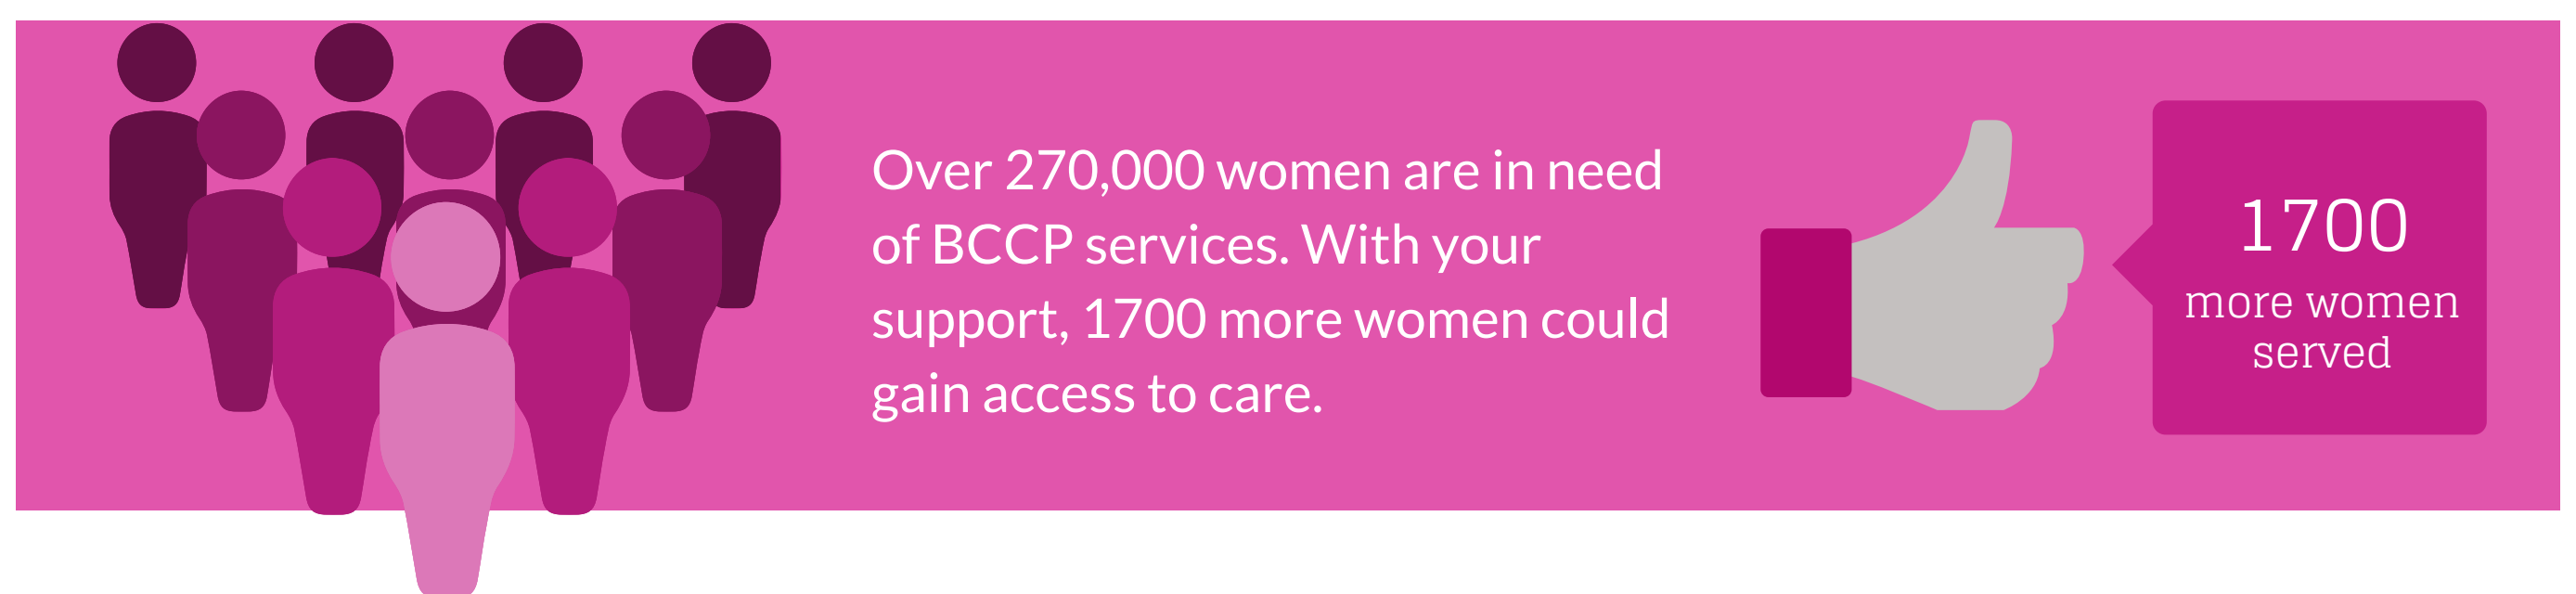 Over 270,000 women are in need
of BCCP services. With your
support, 1700 more women could
gain access to care.
1700
more women
served